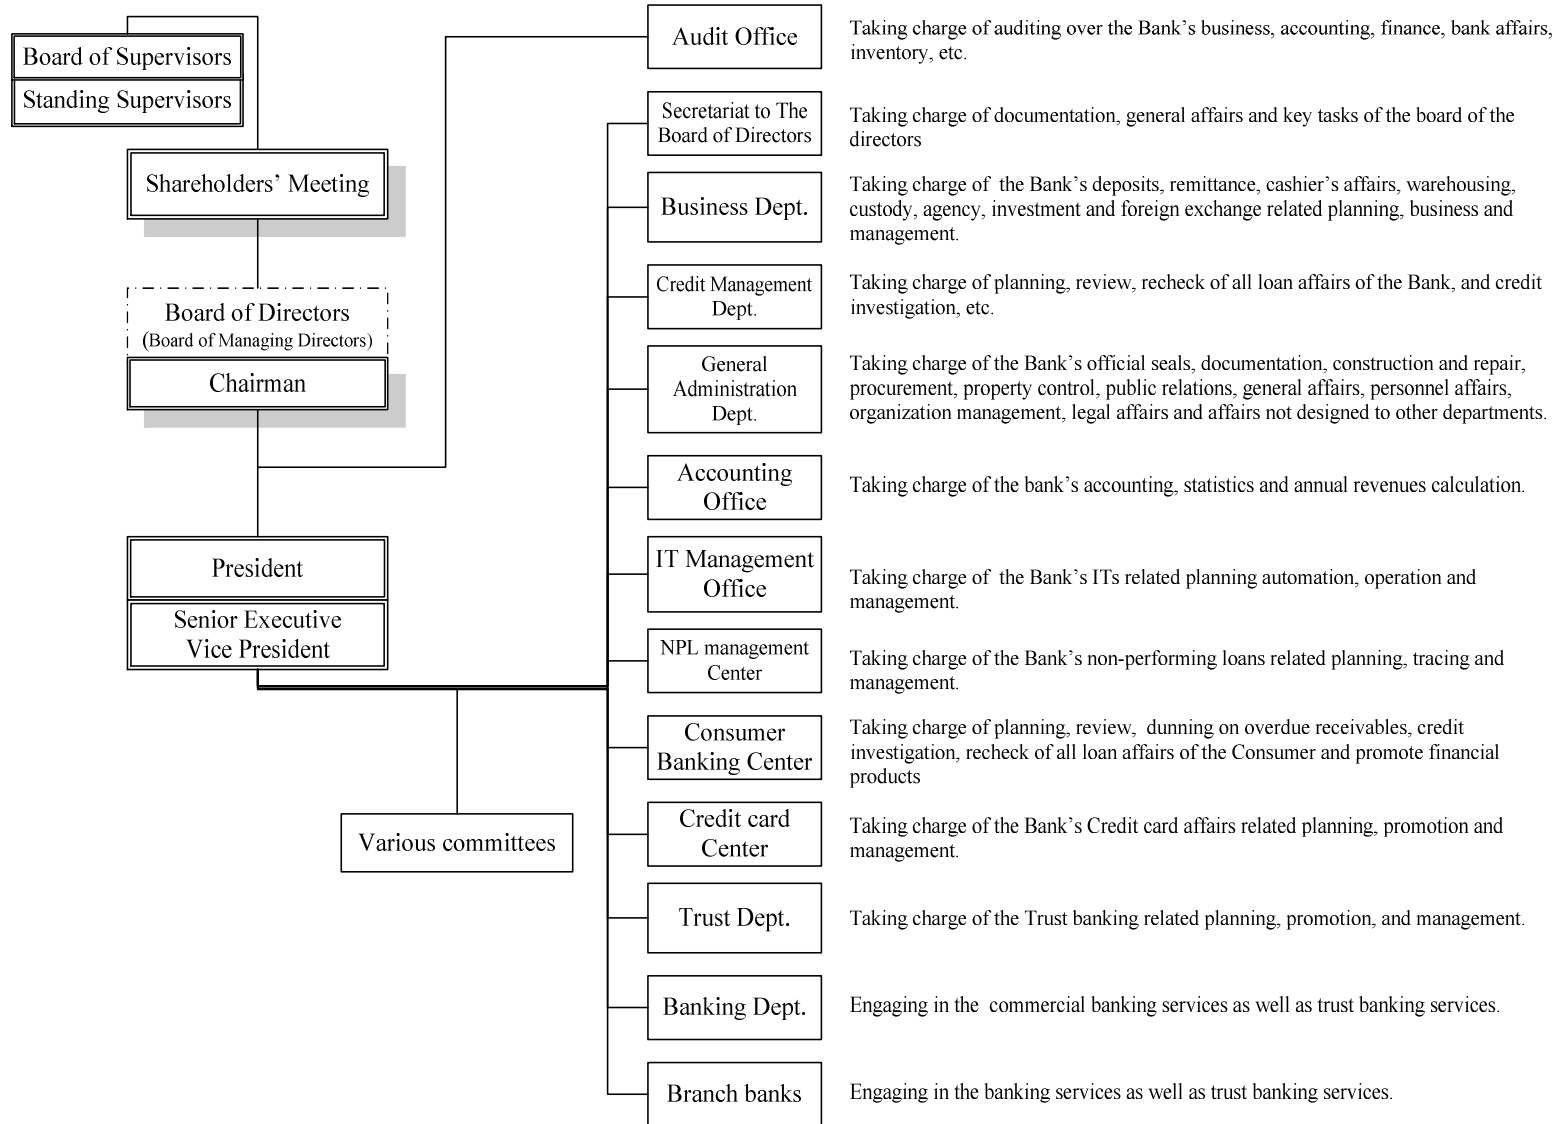 Board of Supervisors
Standing Supervisors
Shareholders’ Meeting
Board of Directors
(Board of Managing Directors)
Chairman
President
Senior Executive
Vice President
Various committees
Audit Office
Taking charge of auditing over the Bank’s business, accounting, finance, bank affairs,
inventory, etc.
Secretariat to The
Board of Directors
Taking charge of documentation, general affairs and key tasks of the board of the
directors
Business Dept.
Taking charge of the Bank’s deposits, remittance, cashier’s affairs, warehousing,
custody, agency, investment and foreign exchange related planning, business and
management.
Credit Management
Dept.
Taking charge of planning, review, recheck of all loan affairs of the Bank, and credit
investigation, etc.
General
Administration
Dept.
Taking charge of the Bank’s official seals, documentation, construction and repair,
procurement, property control, public relations, general affairs, personnel affairs,
organization management, legal affairs and affairs not designed to other departments.
Accounting
Office
Taking charge of the bank’s accounting, statistics and annual revenues calculation.
IT Management
Office
Taking charge of the Bank’s ITs related planning automation, operation and
management.
NPL management
Center
Taking charge of the Bank’s non-performing loans related planning, tracing and
management.
Consumer
Banking Center
Taking charge of planning, review, dunning on overdue receivables, credit
investigation, recheck of all loan affairs of the Consumer and promote financial
products
Credit card
Center
Taking charge of the Bank’s Credit card affairs related planning, promotion and
management.
Trust Dept.
Taking charge of the Trust banking related planning, promotion, and management.
Banking Dept.
Engaging in the commercial banking services as well as trust banking services.
Branch banks
Engaging in the banking services as well as trust banking services.